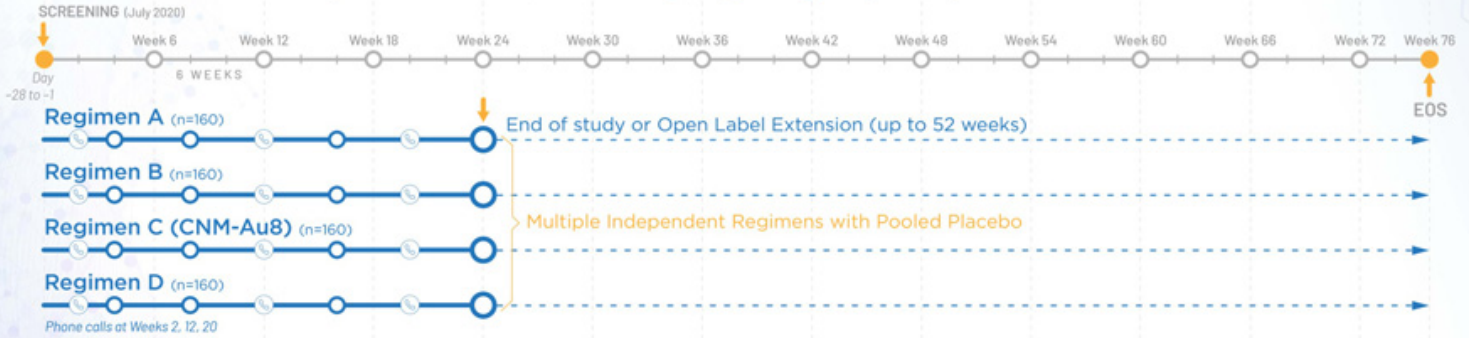 SCREENING (July 2020)
Week 6 Week 12 Week 18 Week 24 Week 30 Week 36 Week 42 Week 48 Week 54 Week 60 Week 66 Week 72 Week 76
6 WEEKS
Day
-28 to -1
EOS
Regimen A (n=160)
End of study or Open Label Extension (up to 52 weeks)
Regimen B (n=160)
Multiple Independent Regimens with Pooled Placebo
Regimen C (CNM-Au8) (n=160)
Regimen D (n=160)
Phone calls at Weeks 2, 12, 20